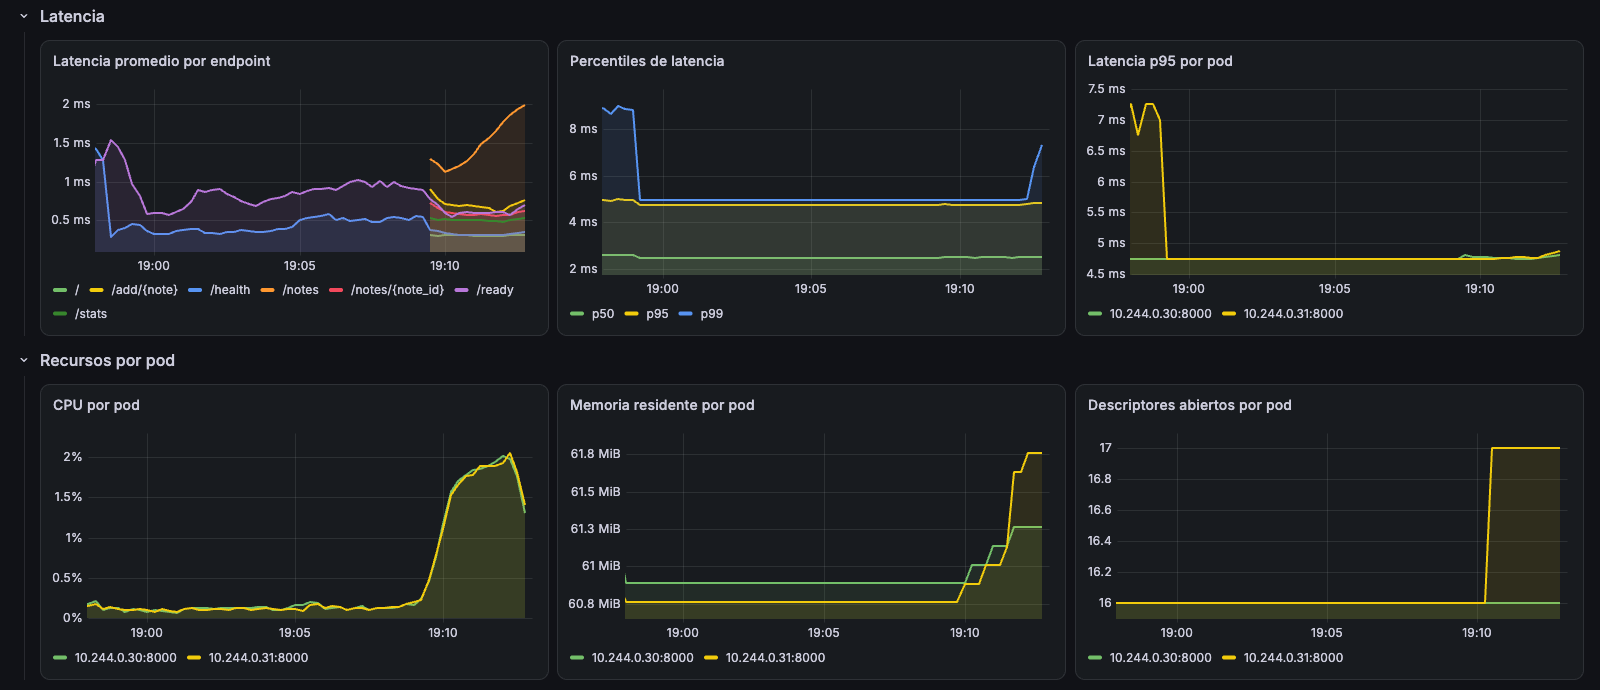 Latencia
Latencia promedio por endpoint
2 ms
1.5 ms
1 ms
0.5 ms
19:00 19:05 19:10
/ /add/{note} /health /notes /notes/{note_id} /ready
/stats
Percentiles de latencia
8 ms
6 ms
4 ms
2 ms
19:00 19:05 19:10
p50 p95 p99
Latencia p95 por pod
7.5 ms
7 ms
6.5 ms
6 ms
5.5 ms
5 ms
4.5 ms
19:00 19:05 19:10
10.244.0.30:8000 10.244.0.31:8000
Recursos por pod
CPU por pod
2%
1.5%
1%
0.5%
0%
19:00 19:05 19:10
10.244.0.30:8000 10.244.0.31:8000
Memoria residente por pod
61.8 MiB
61.5 MiB
61.3 MiB
61 MiB
60.8 MiB
19:00 19:05 19:10
10.244.0.30:8000 10.244.0.31:8000
Descriptores abiertos por pod
17
16.8
16.6
16.4
16.2
16
19:00 19:05 19:10
10.244.0.30:8000 10.244.0.31:8000